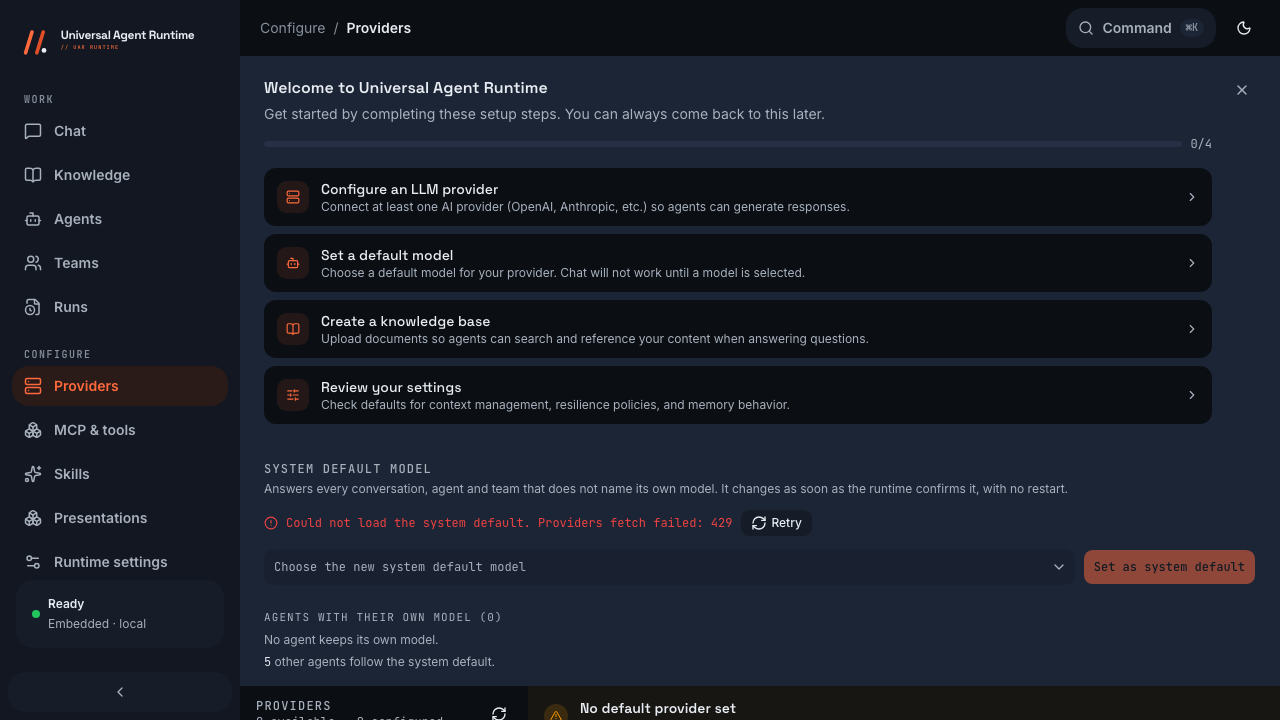 Universal Agent Runtime
// UAR RUNTIME
WORK
Chat
Knowledge
Agents
Teams
Runs
CONFIGURE
Providers
MCP & tools
Skills
Presentations
Runtime settings
Ready
Embedded · local
Configure / Providers
Command ⌘K
Welcome to Universal Agent Runtime
Get started by completing these setup steps. You can always come back to this later.
0/4
Configure an LLM provider
Connect at least one AI provider (OpenAI, Anthropic, etc.) so agents can generate responses.
Set a default model
Choose a default model for your provider. Chat will not work until a model is selected.
Create a knowledge base
Upload documents so agents can search and reference your content when answering questions.
Review your settings
Check defaults for context management, resilience policies, and memory behavior.
SYSTEM DEFAULT MODEL
Answers every conversation, agent and team that does not name its own model. It changes as soon as the runtime confirms it, with no restart.
Could not load the system default. Providers fetch failed: 429 Retry
Choose the new system default model
Set as system default
AGENTS WITH THEIR OWN MODEL (0)
No agent keeps its own model.
5 other agents follow the system default.
PROVIDERS
No default provider set